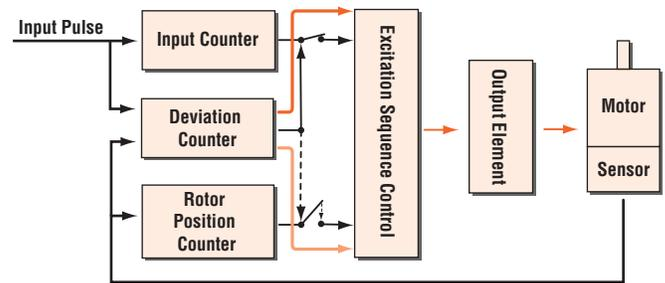 Input Pulse
Input Counter
Deviation
Counter
Rotor
Position
Counter
Excitation Sequence Control
Output Element
Motor
Sensor